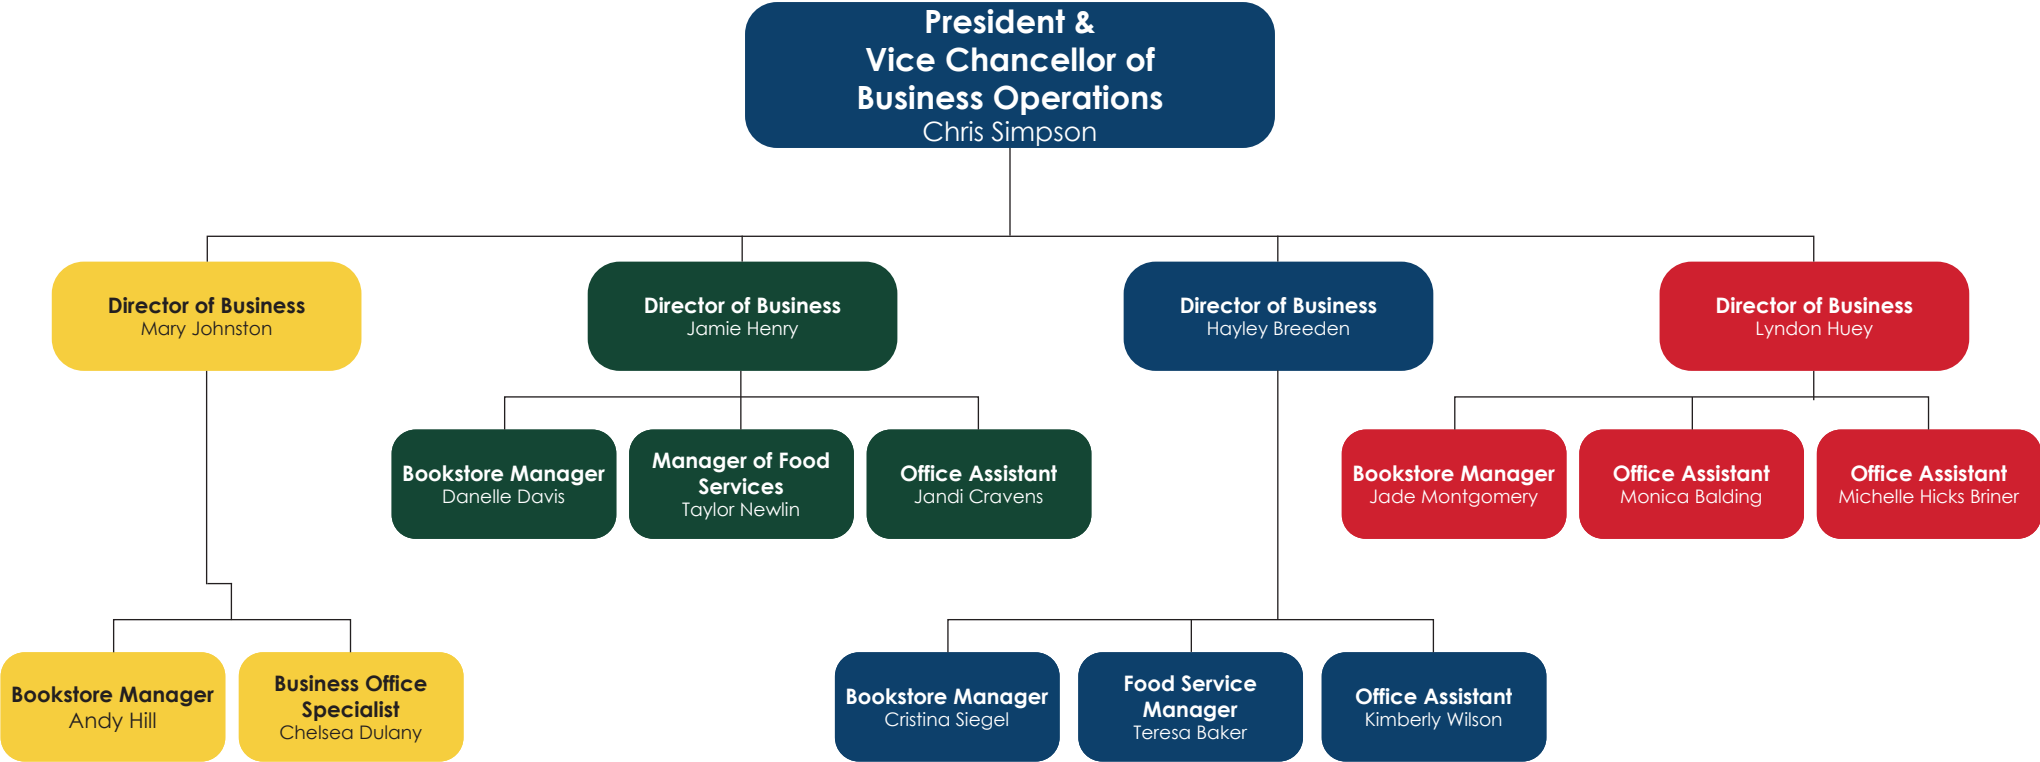 President &
Vice Chancellor of
Business Operations
Chris Simpson
Director of Business
Mary Johnston
Director of Business
Jamie Henry
Director of Business
Hayley Breeden
Director of Business
Lyndon Huey
Bookstore Manager
Danelle Davis
Manager of Food
Services
Taylor Newlin
Office Assistant
Jandi Cravens
Bookstore Manager
Jade Montgomery
Office Assistant
Monica Balding
Office Assistant
Michelle Hicks Briner
Bookstore Manager
Andy Hill
Business Office
Specialist
Chelsea Dulany
Bookstore Manager
Cristina Siegel
Food Service
Manager
Teresa Baker
Office Assistant
Kimberly Wilson